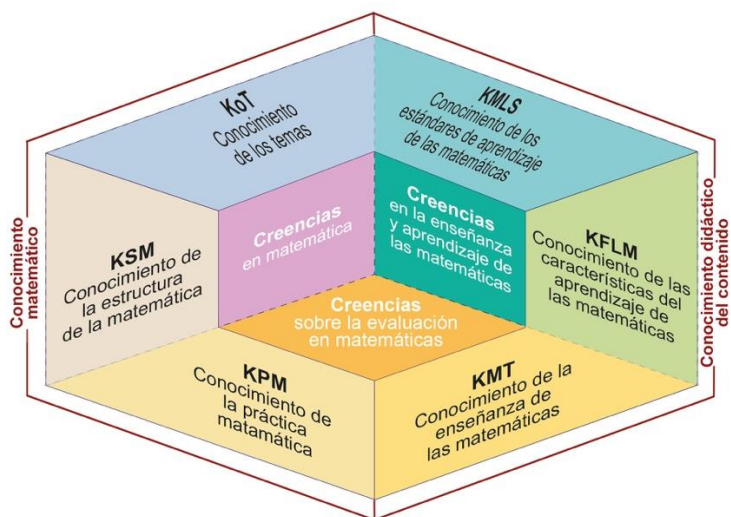 KoT
Conocimiento
de los temas
KMLS
Conocimiento de los
estándares de aprendizaje
de las matemáticas
Creencias
en matemática
Creencias
en la enseñanza
y aprendizaje de
las matemáticas
KSM
Conocimiento de
la estructura
de la matemática
KFLM
Conocimiento de las
características del
aprendizaje de
las matemáticas
Conocimiento
matemático
Conocimiento didáctico
del contenido
Creencias
sobre la evaluación
en matemáticas
KPM
Conocimiento de
la práctica
matamática
KMT
Conocimiento de la
enseñanza de
las matemáticas